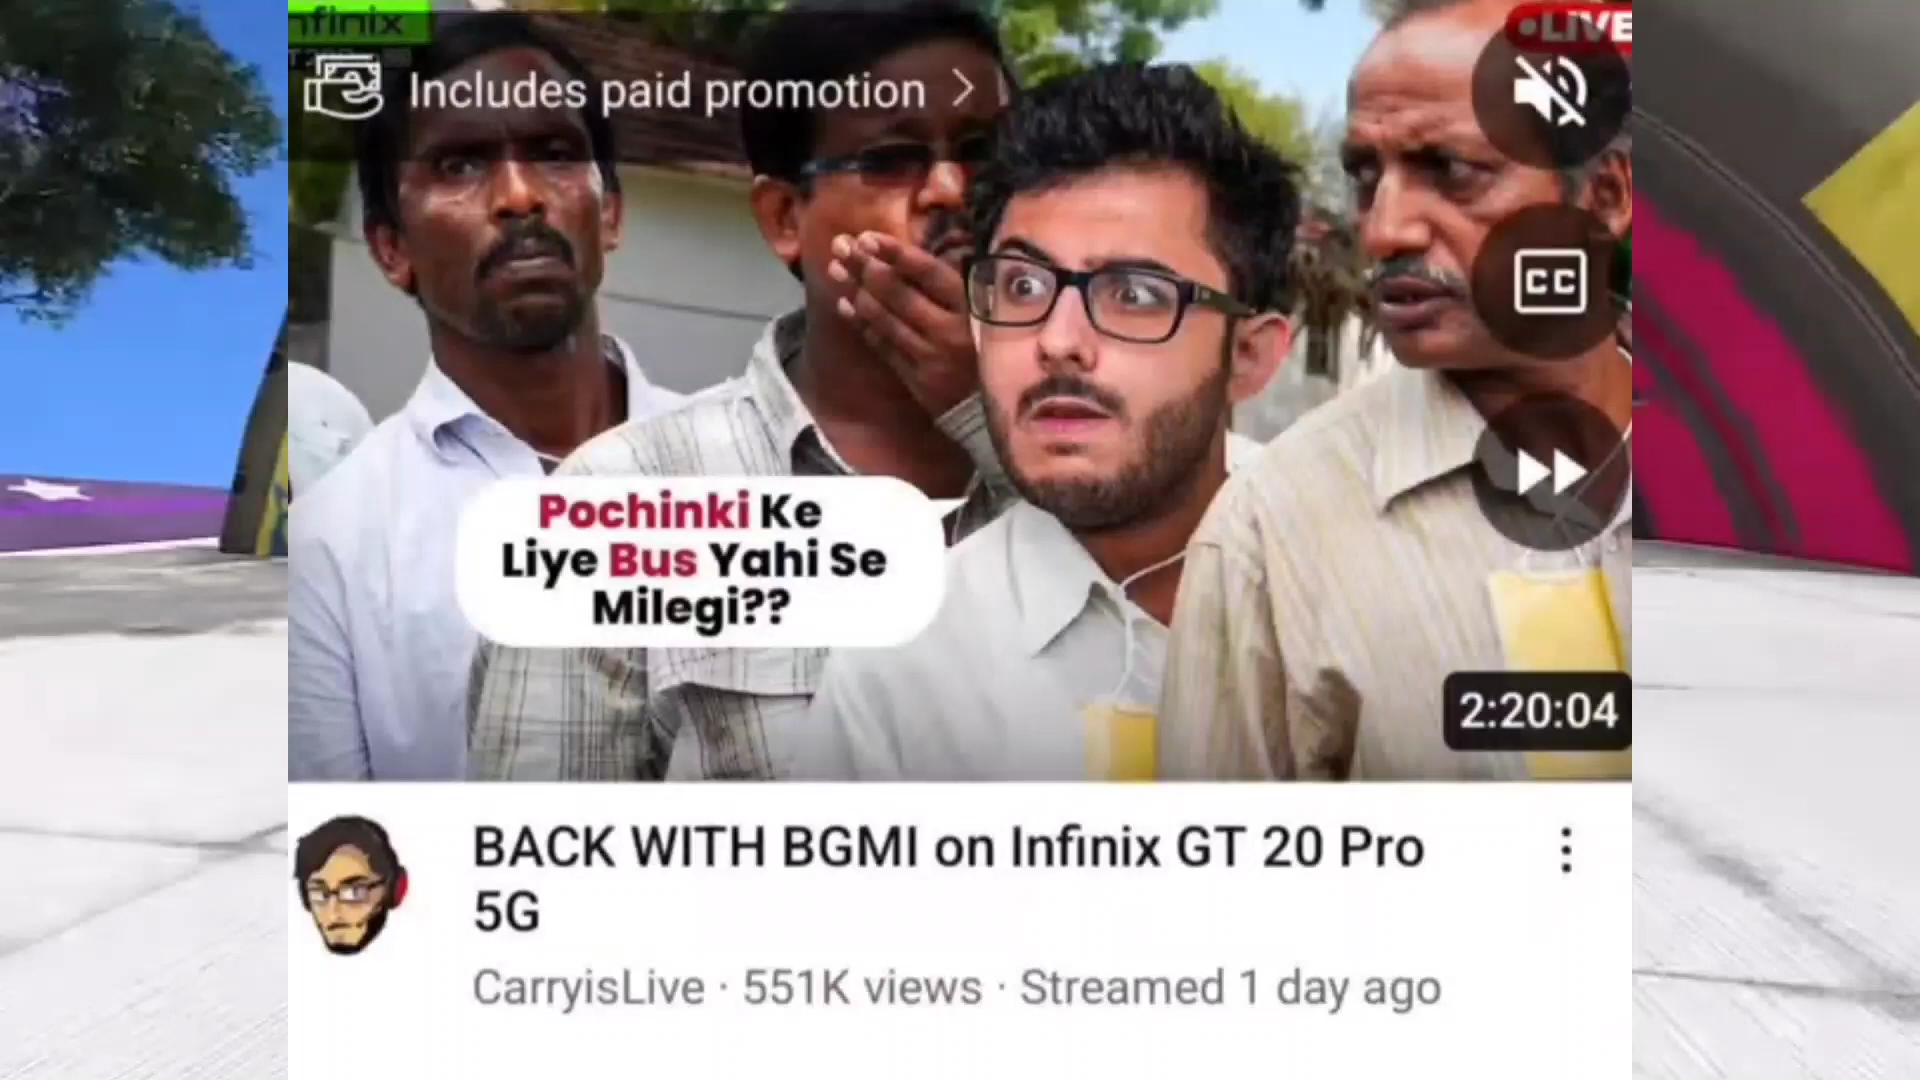 nfinix
LIVE
Includes paid promotion
CC
Pochinki Ke
Liye Bus Yahi Se
Milegi??
2:20:04
BACK WITH BGMI on Infinix GT 20 Pro
5G
CarryisLive · 551K views · Streamed 1 day ago